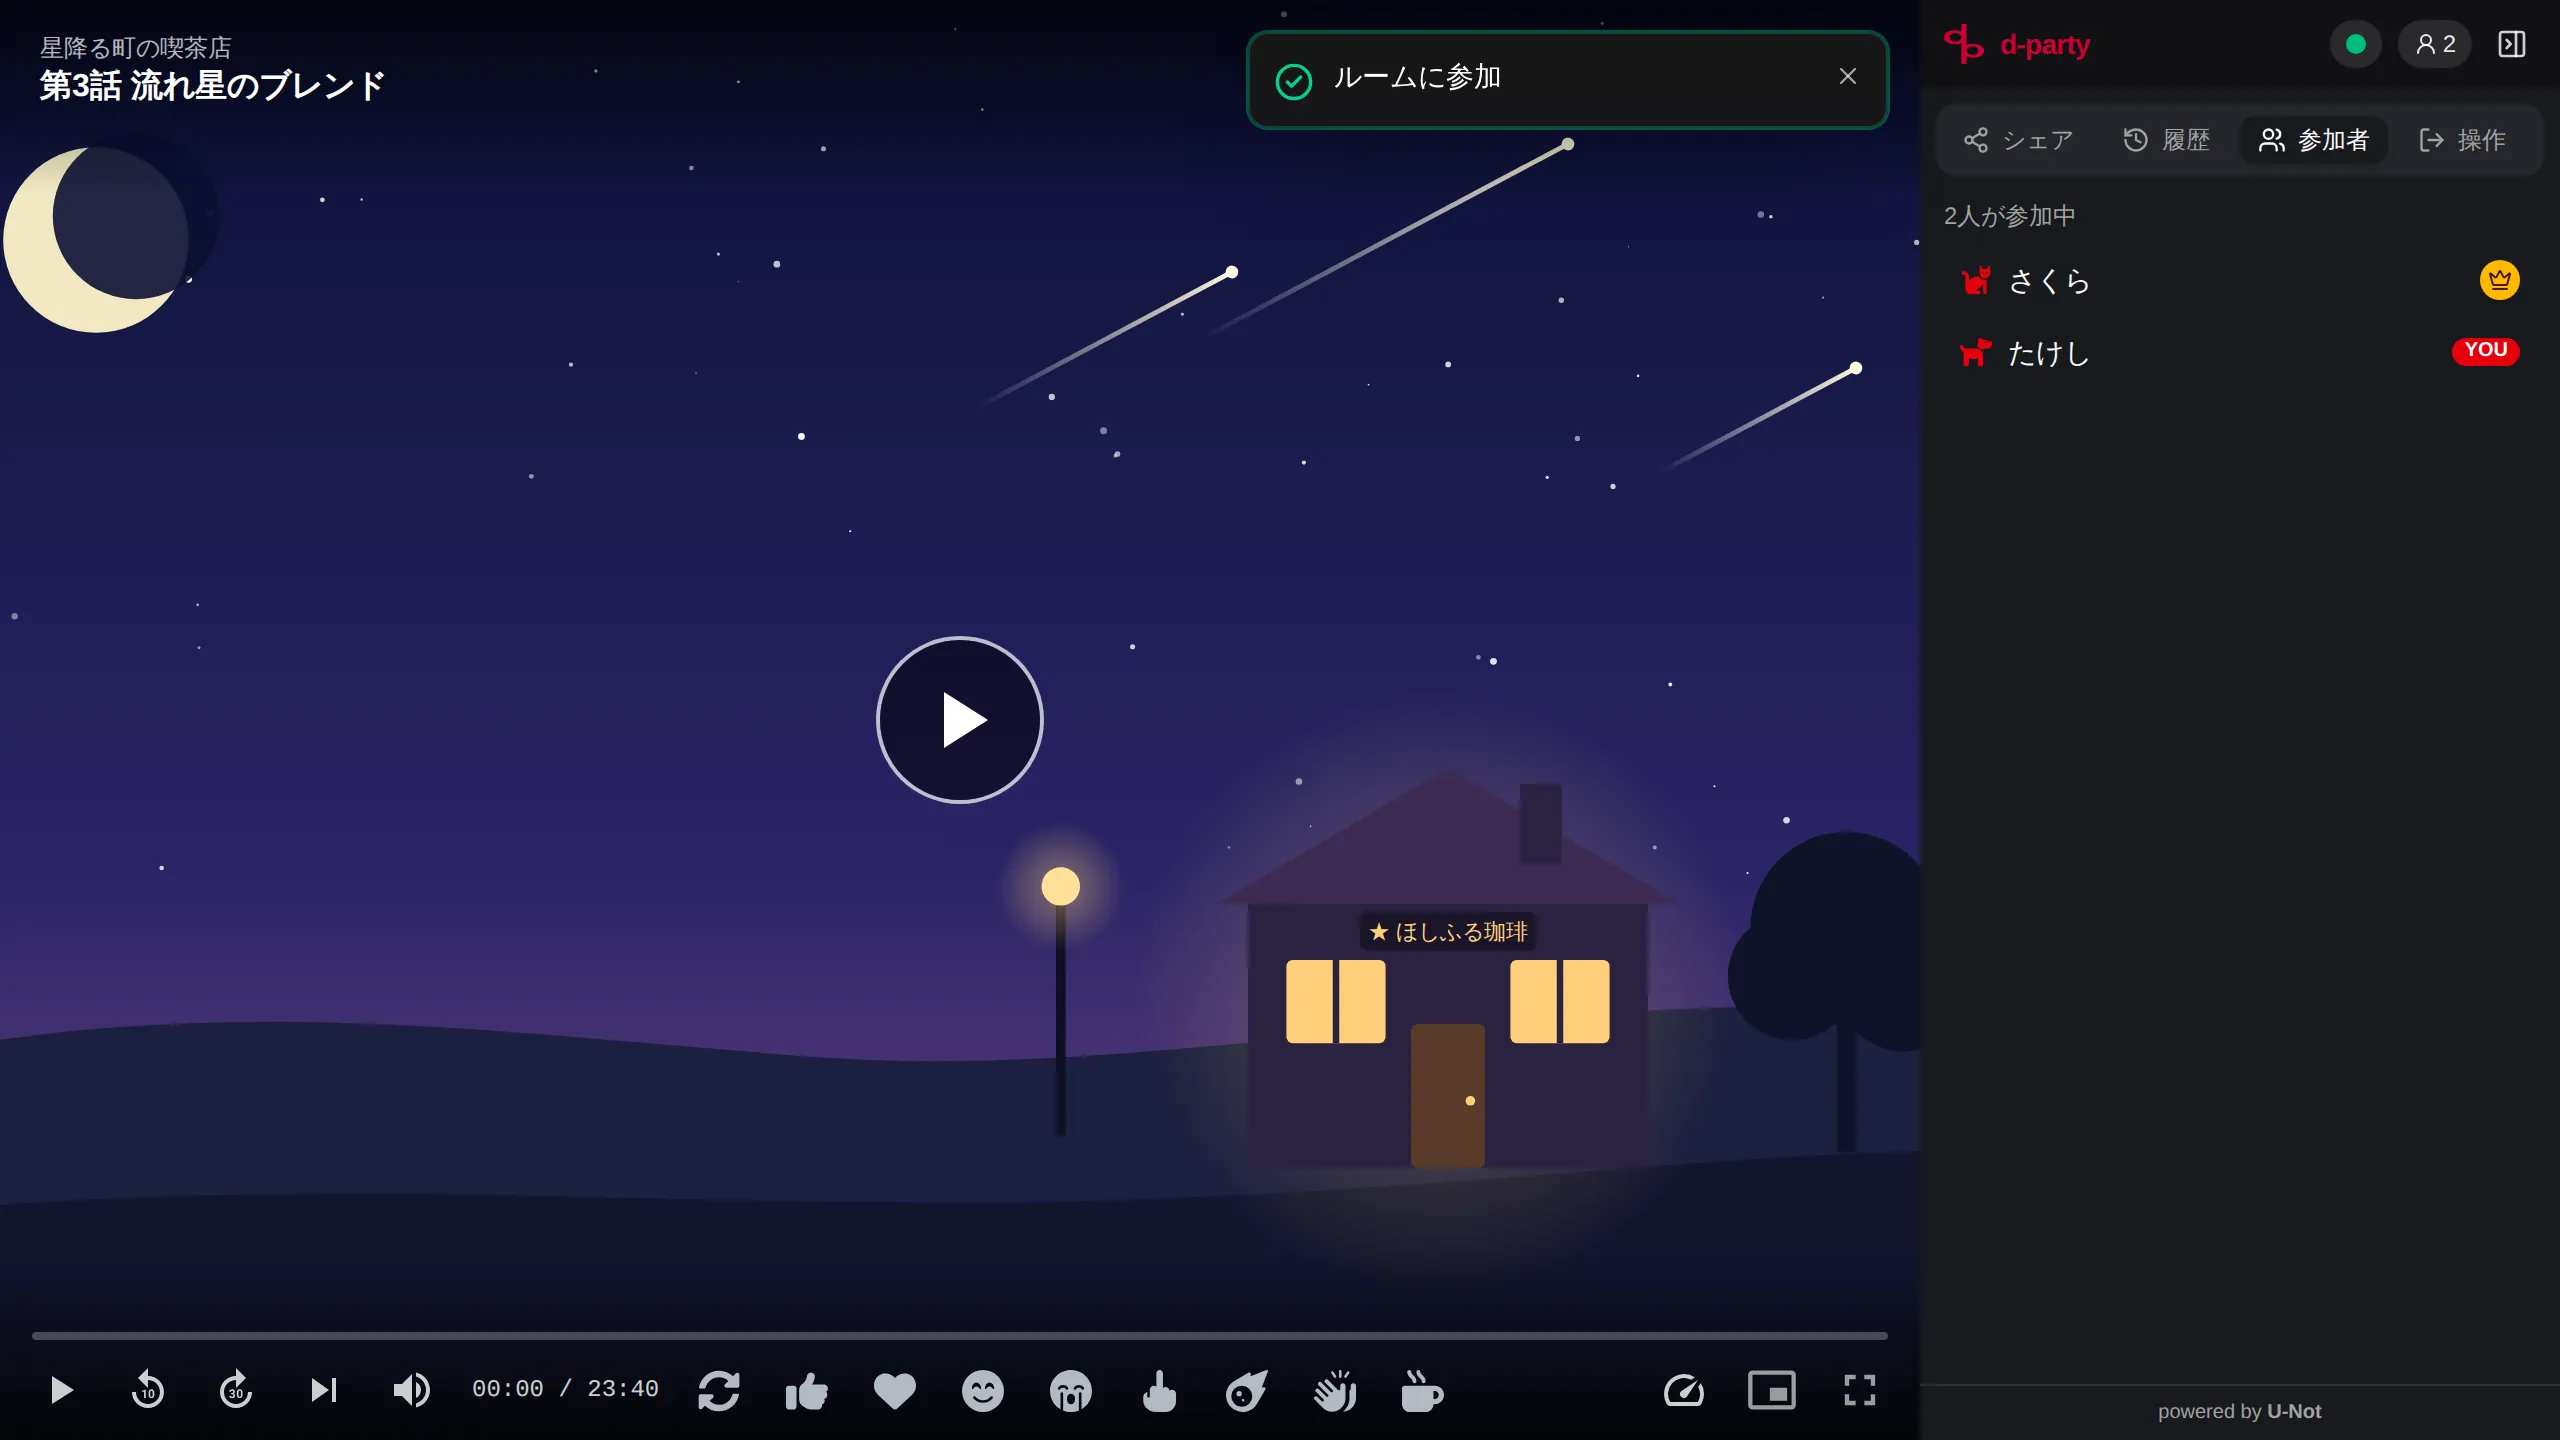 星降る町の喫茶店
第3話 流れ星のブレンド
ルームに参加
★ ほしふる珈琲
10
30
00:00 / 23:40
d-party
2
シェア
履歴
参加者
操作
2人が参加中
さくら
たけし
YOU
powered by U-Not